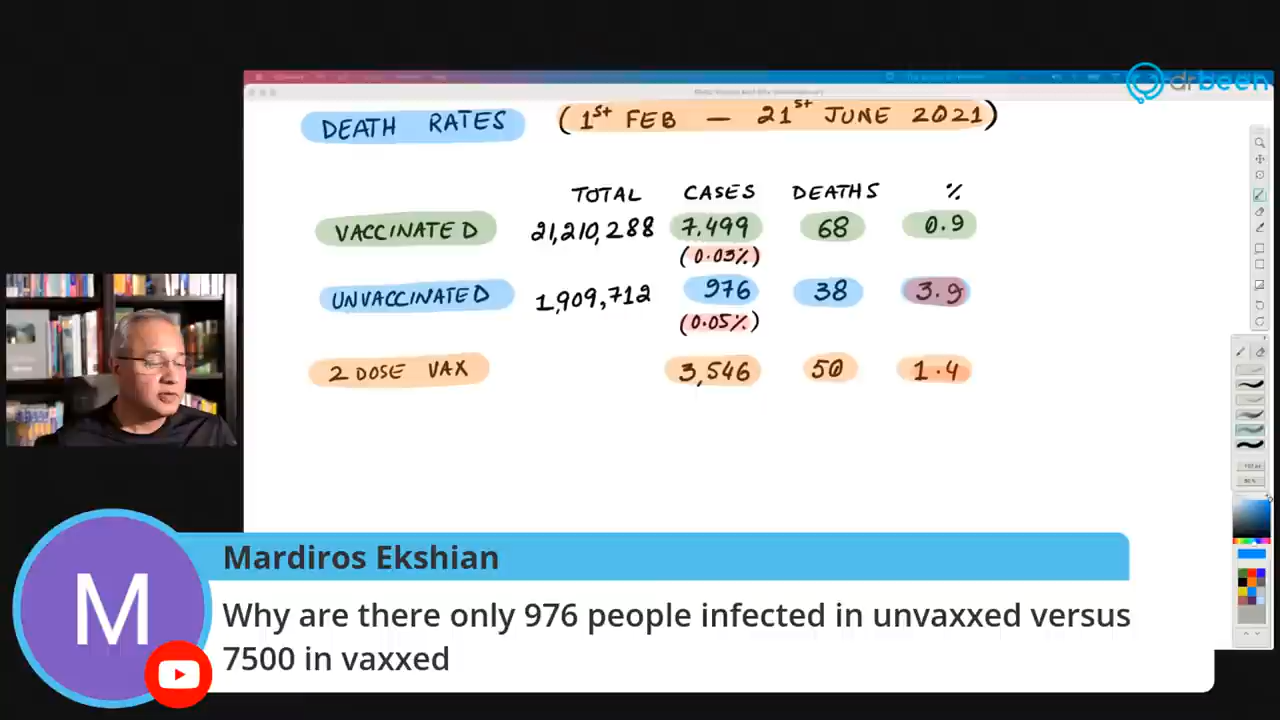 drbeen
DEATH RATES (1st FEB — 21st JUNE 2021)
TOTAL CASES DEATHS %
VACCINATED 21,210,288 7,499 68 0.9
(0.03%)
UNVACCINATED 1,909,712 976 38 3.9
(0.05%)
2 DOSE VAX 3,546 50 1.4
M
Mardiros Ekshian
Why are there only 976 people infected in unvaxxed versus
7500 in vaxxed